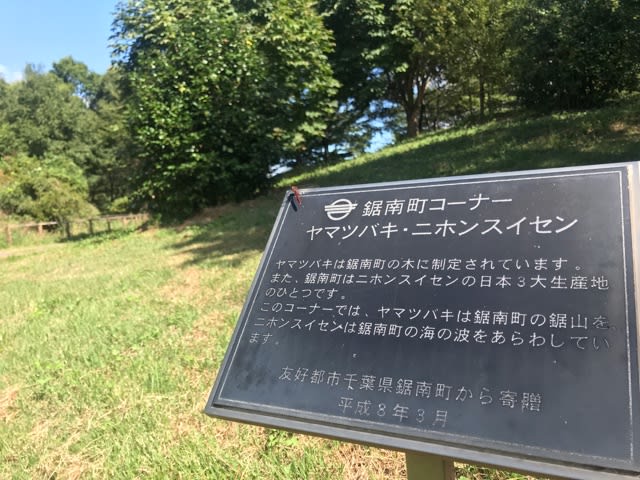 鋸南町コーナー
ヤマツバキ・ニホンスイセン
ヤマツバキは鋸南町の木に制定されています。
また、鋸南町はニホンスイセンの日本3大生産地
のひとつです。
このコーナーでは、ヤマツバキは鋸南町の鋸山を、
ニホンスイセンは鋸南町の海の波をあらわしてい
ます。
友好都市千葉県鋸南町から寄贈
平成8年3月